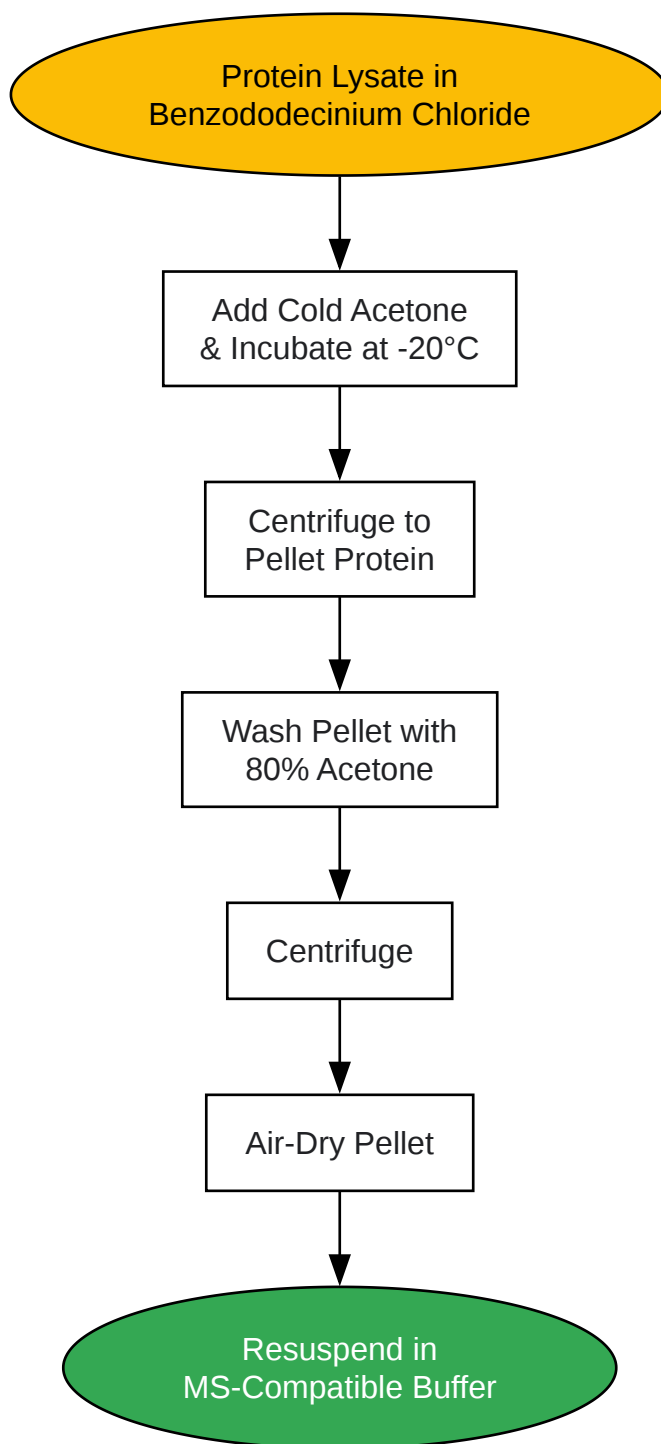 Protein Lysate in
Benzododecinium Chloride
Add Cold Acetone
& Incubate at -20°C
Centrifuge to
Pellet Protein
Wash Pellet with
80% Acetone
Centrifuge
Air-Dry Pellet
Resuspend in
MS-Compatible Buffer